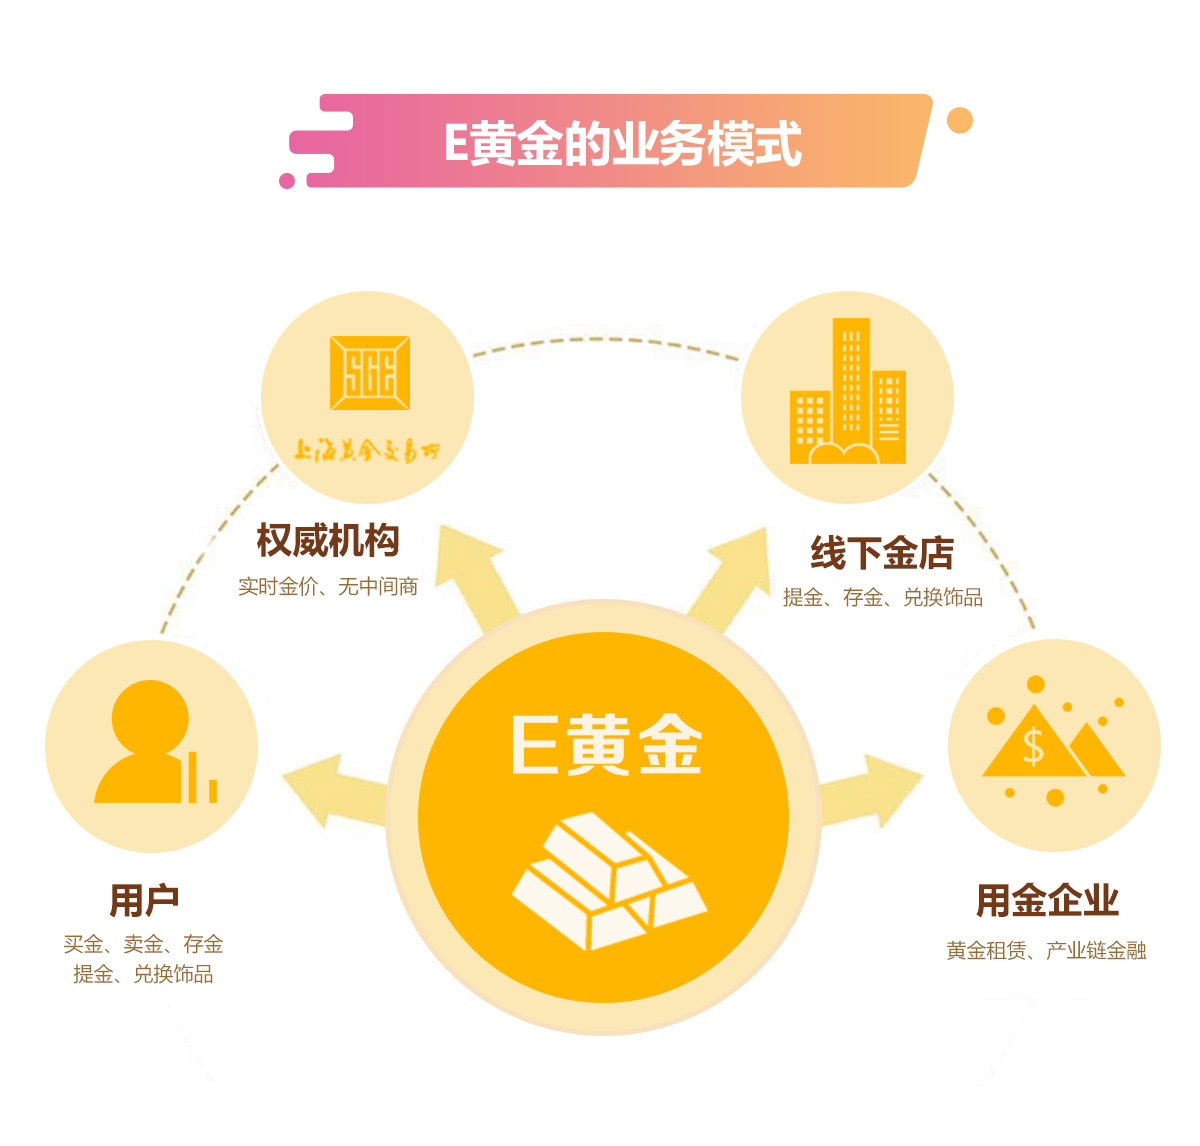 E黄金的业务模式
SGE
上海黄金交易所
权威机构
实时金价、无中间商
线下金店
提金、存金、兑换饰品
E黄金
$
用户
买金、卖金、存金
提金、兑换饰品
用金企业
黄金租赁、产业链金融